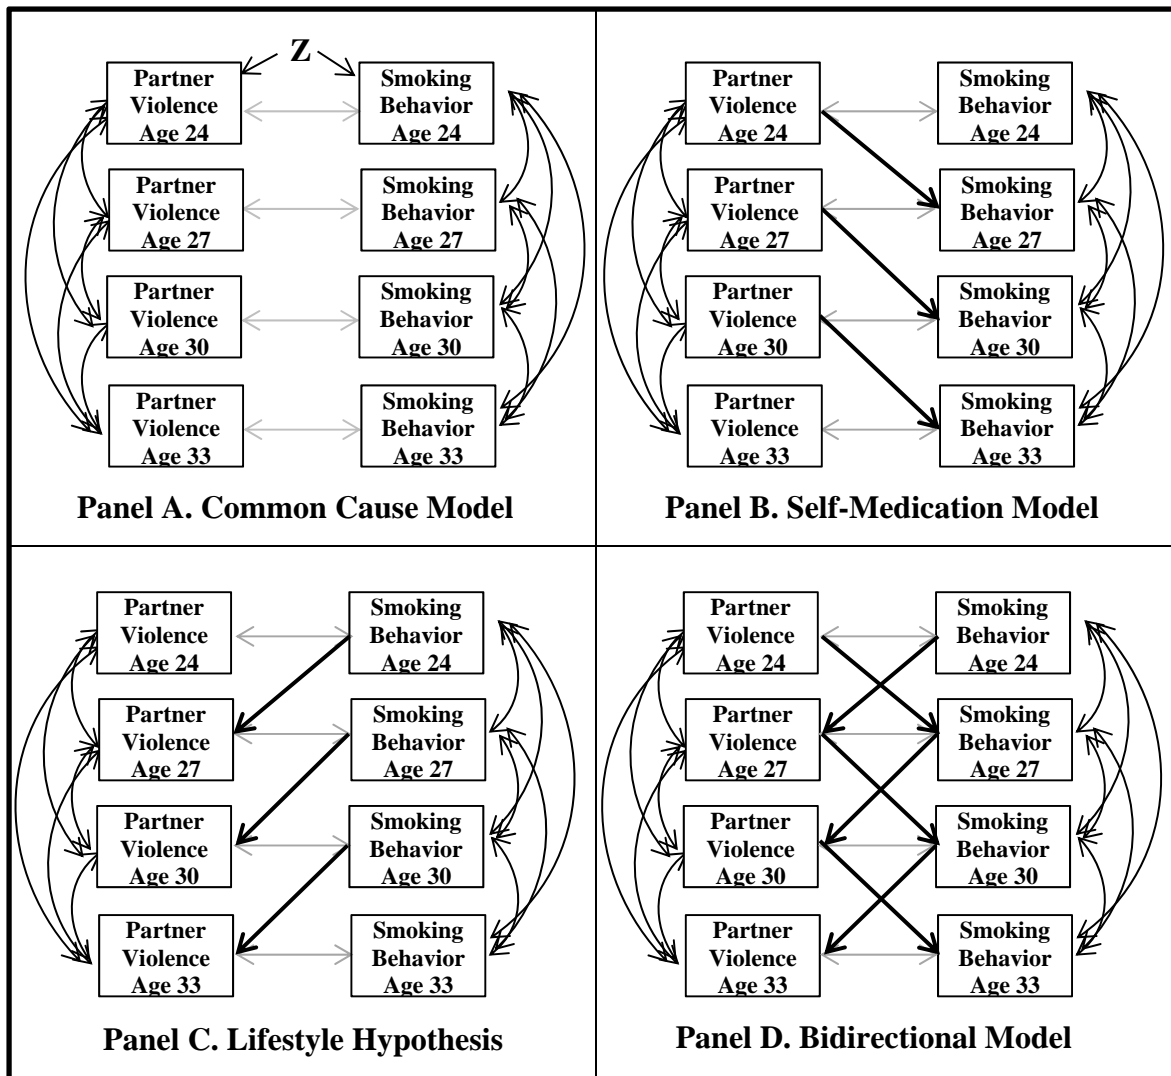 Z
Partner
Violence
Age 24
Smoking
Behavior
Age 24
Partner
Violence
Age 27
Smoking
Behavior
Age 27
Partner
Violence
Age 30
Smoking
Behavior
Age 30
Partner
Violence
Age 33
Smoking
Behavior
Age 33
Panel A. Common Cause Model
Partner
Violence
Age 24
Smoking
Behavior
Age 24
Partner
Violence
Age 27
Smoking
Behavior
Age 27
Partner
Violence
Age 30
Smoking
Behavior
Age 30
Partner
Violence
Age 33
Smoking
Behavior
Age 33
Panel B. Self-Medication Model
Partner
Violence
Age 24
Smoking
Behavior
Age 24
Partner
Violence
Age 27
Smoking
Behavior
Age 27
Partner
Violence
Age 30
Smoking
Behavior
Age 30
Partner
Violence
Age 33
Smoking
Behavior
Age 33
Panel C. Lifestyle Hypothesis
Partner
Violence
Age 24
Smoking
Behavior
Age 24
Partner
Violence
Age 27
Smoking
Behavior
Age 27
Partner
Violence
Age 30
Smoking
Behavior
Age 30
Partner
Violence
Age 33
Smoking
Behavior
Age 33
Panel D. Bidirectional Model